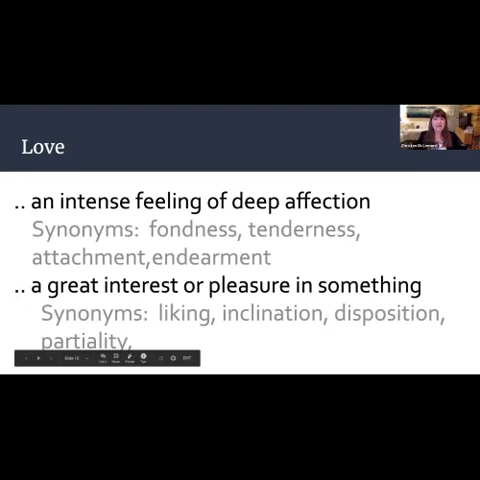 Love
.. an intense feeling of deep affection
Synonyms: fondness, tenderness,
attachment,endearment
.. a great interest or pleasure in something
Synonyms: liking, inclination, disposition,
partiality,
EXIT